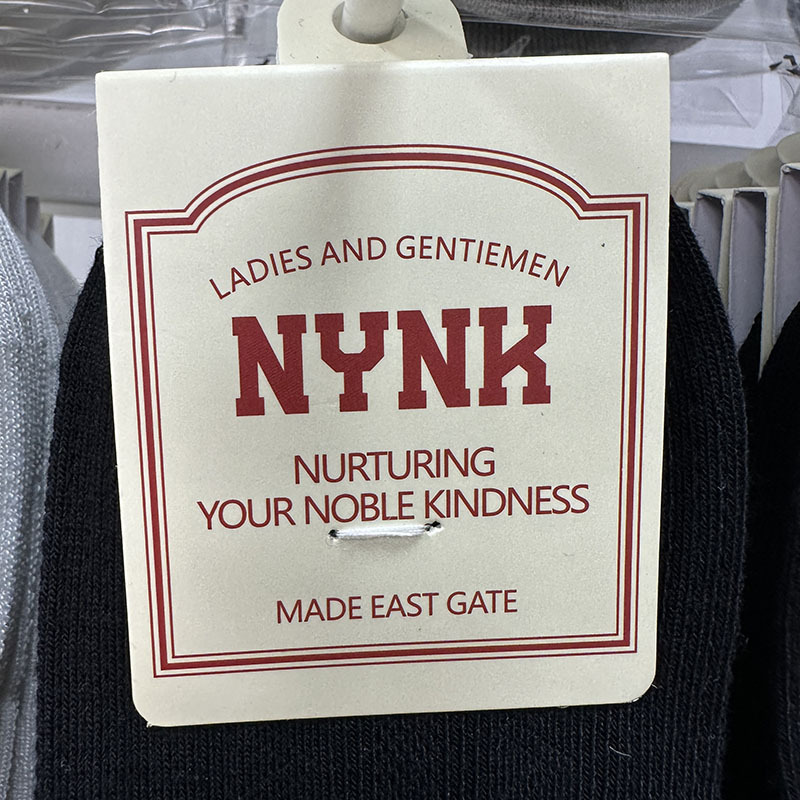 LADIES AND GENTIEMEN
NYNK
NURTURING
YOUR NOBLE KINDNESS
MADE EAST GATE